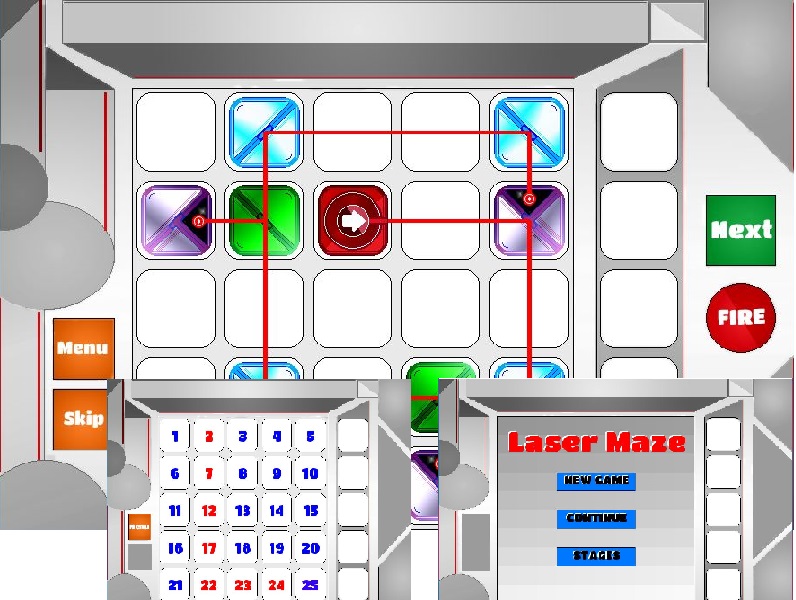 Next
FIRE
Menu
Skip
1 2 3 4 5
6 7 8 9 10
11 12 13 14 15
16 17 18 19 20
21 22 23 24 25
Laser Maze
NEW GAME
CONTINUE
STAGES